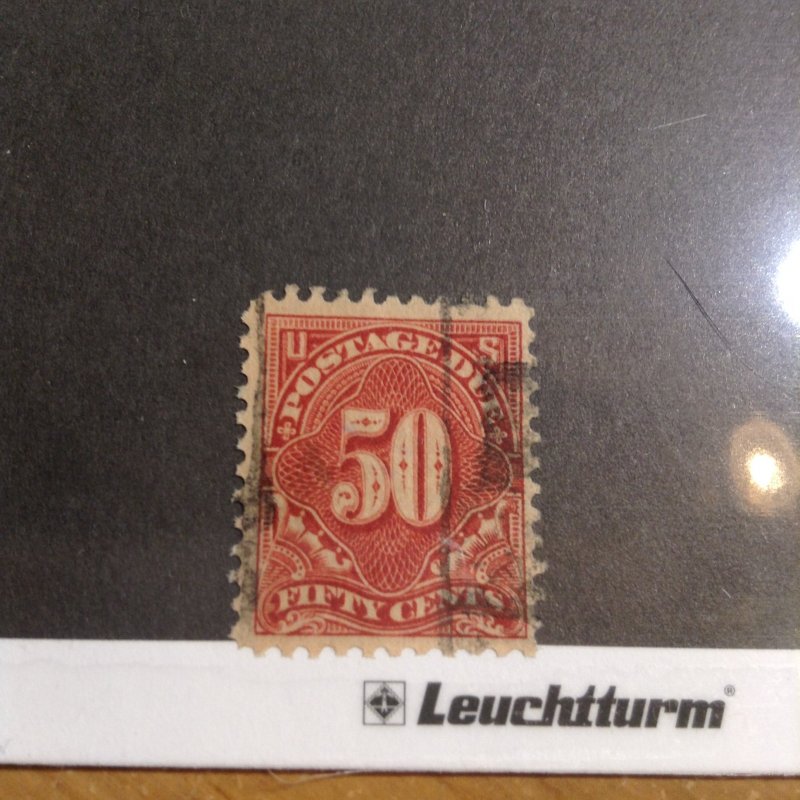 U S
POSTAGE DUE
50
FIFTY CENTS
Leuchtturm®